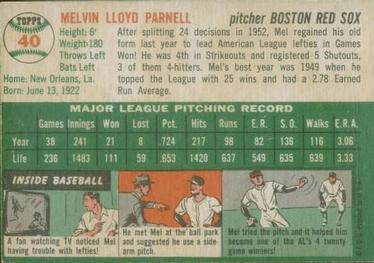 TOPPS
40
MELVIN LLOYD PARNELL pitcher BOSTON RED SOX
Height: 6'
Weight: 180
Throws Left
Bats Left
Home: New Orleans, La.
Born: June 13, 1922
After splitting 24 decisions in 1952, Mel regained his old
form last year to lead American League lefties in Games
Won! He was 4th in Strikeouts and registered 5 Shutouts,
3 of them 4-hitters. Mel's best year was 1949 when he
topped the League with 25 wins and had a 2.78 Earned
Run Average.
MAJOR LEAGUE PITCHING RECORD
Games Innings Won Lost Pct. Hits Runs E.R. S.O. Walks E.R.A.
Year 38 241 21 8 .724 217 98 82 136 116 3.06
Life 236 1483 111 59 .653 1420 637 549 635 639 3.33
INSIDE BASEBALL
A fan watching TV noticed Mel
having trouble with lefties!
He met Mel at the ball park
and suggested he use a side-
arm pitch.
Mel tried the pitch and it helped him
become one of the AL's 4 twenty
game winners!